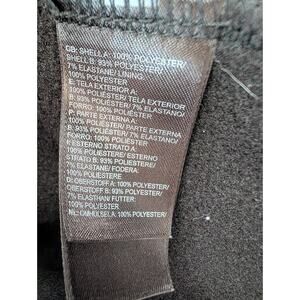 GB: SHELL A: 100% POLYESTER/
SHELL B: 93% POLYESTER/
7% ELASTANE/ LINING:
100% POLYESTER
E: TELA EXTERIOR A:
100% POLIÉSTER/ TELA EXTERIOR
B: 93% POLIÉSTER/ 7% ELASTANO/
FORRO: 100% POLIÉSTER
P: PARTE EXTERNA A:
100% POLIÉSTER/ PARTE EXTERNA
B: 93% POLIÉSTER/ 7% ELASTANO/
FORRO: 100% POLIÉSTER
I: ESTERNO STRATO A:
100% POLIESTERE/ ESTERNO
STRATO B: 93% POLIESTERE/
7% ELASTANO/ FODERA:
100% POLIESTERE
D: OBERSTOFF A: 100% POLYESTER/
OBERSTOFF B: 93% POLYESTER/
7% ELASTHAN/ FUTTER:
100% POLYESTER
NL: OMHULSEL A: 100% POLYESTER/